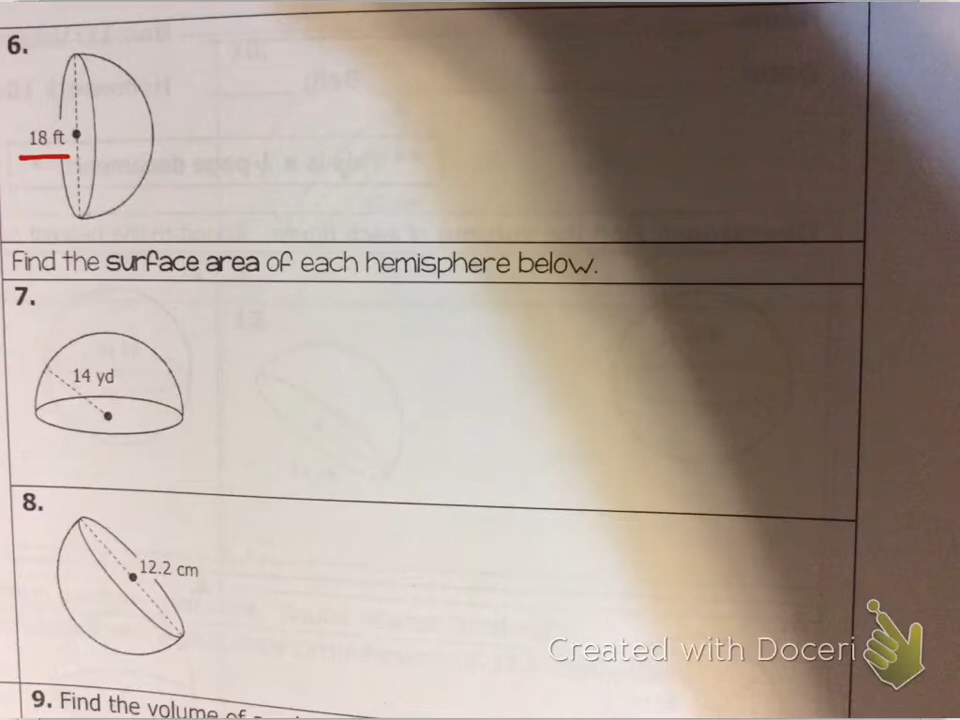 6.
18 ft
Find the surface area of each hemisphere below.
7.
14 yd
8.
12.2 cm
Created with Doceri
9. Find the volume of